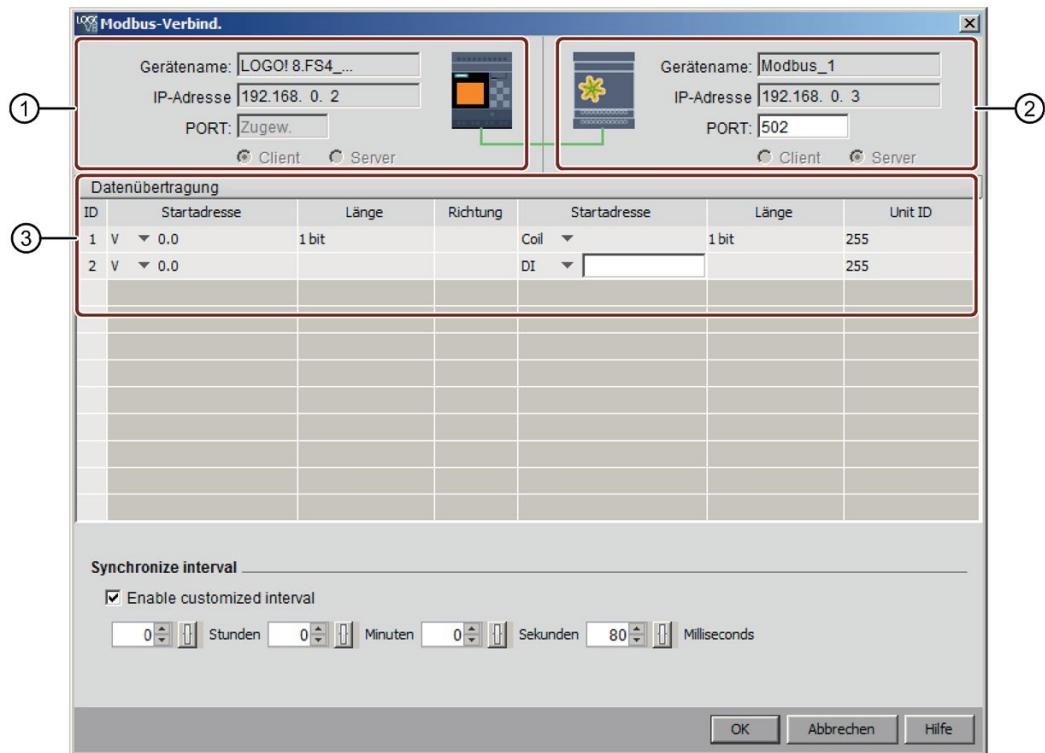 Modbus-Verbind.
Gerätename: LOGO! 8.FS4_... Gerätename: Modbus_1
IP-Adresse 192.168. 0. 2 IP-Adresse 192.168. 0. 3
PORT: Zugew. PORT: 502
Client Server Client Server
1
2
Datenübertragung
ID Startadresse Länge Richtung Startadresse Länge Unit ID
3
1 V 0.0 1 bit Coil 1 bit 255
2 V 0.0 DI 255
Synchronize interval
Enable customized interval
0 Stunden 0 Minuten 0 Sekunden 80 Milliseconds
OK Abbrechen Hilfe